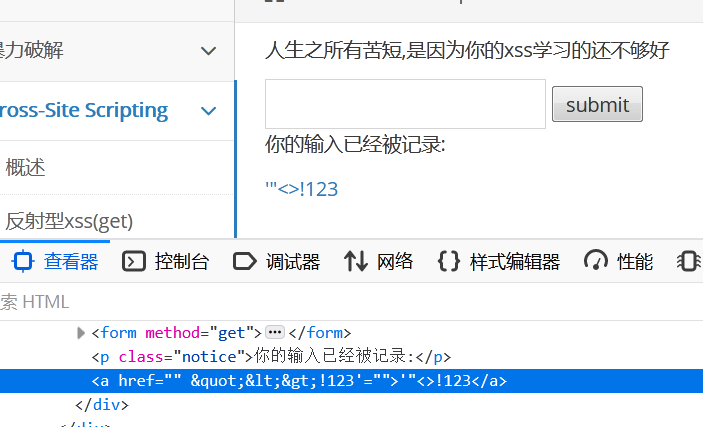 人生之所有苦短,是因为你的xss学习的还不够好
暴力破解
submit
ross-Site Scripting
你的输入已经被记录:
概述
'"<>!123
反射型xss(get)
查看器 控制台 调试器 网络 样式编辑器 性能
索 HTML
<form method="get"></form>
<p class="notice">你的输入已经被记录:</p>
<a href="" &quot;&lt;&gt;!123'="">'"<>!123</a>
</div>
</div>